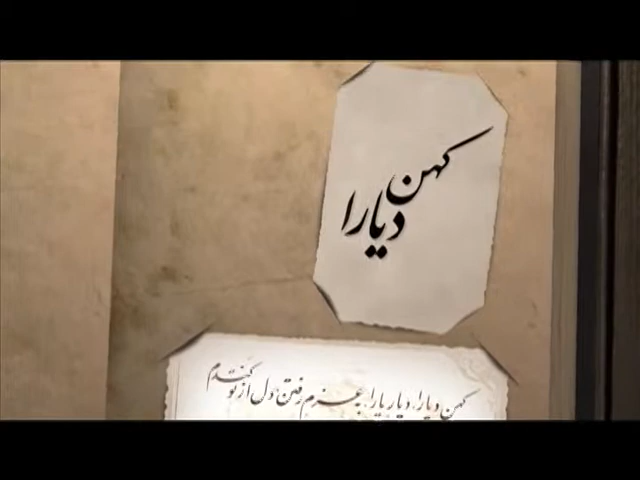 کهن
دیارا
کهن دیارا، دیار یارا، به عزم رفتن دل از تو کندم